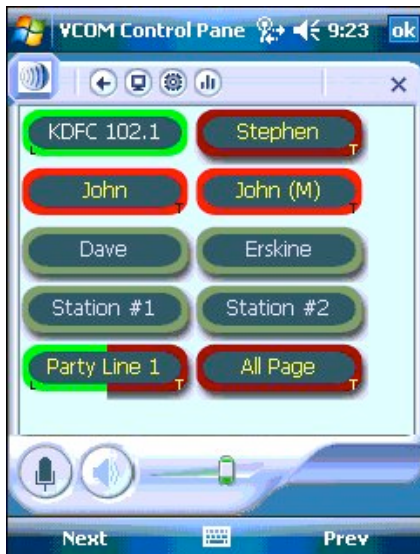 VCOM Control Pane 9:23 ok
KDFC 102.1 Stephen
L T
John John (M)
T T
Dave Erskine
Station #1 Station #2
Party Line 1 All Page
L T T
Next Prev